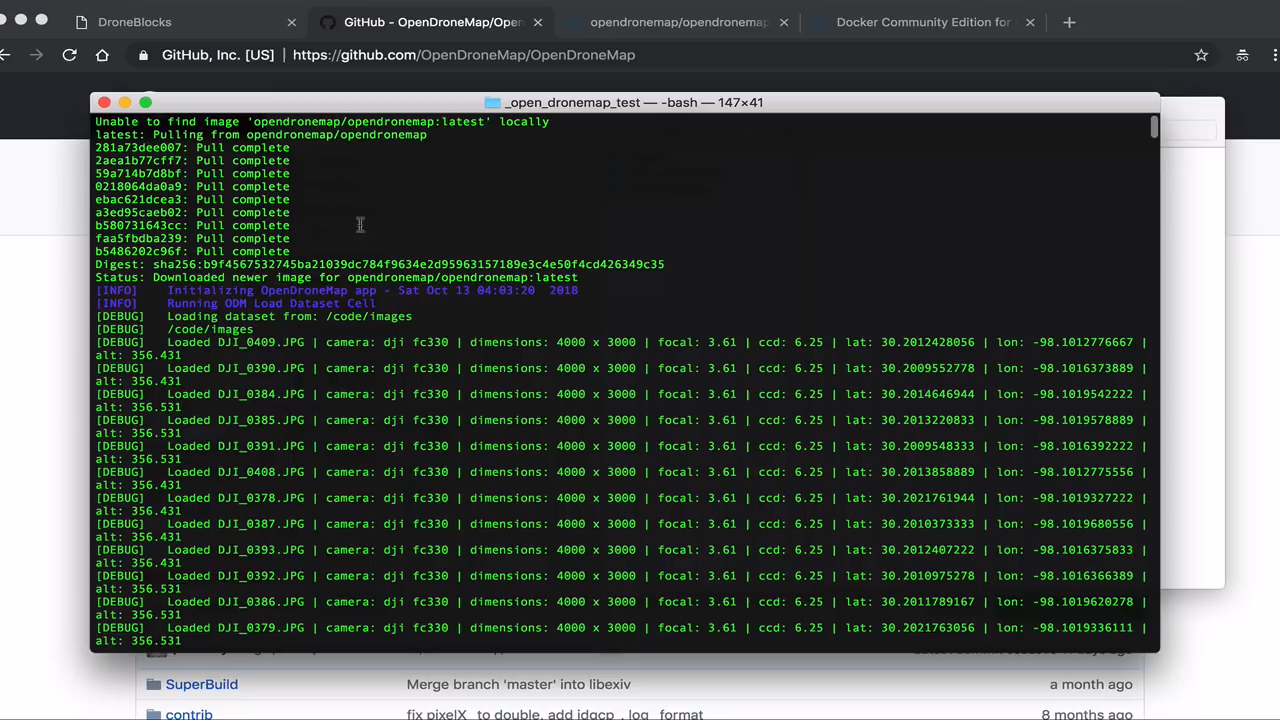 DroneBlocks
GitHub - OpenDroneMap/Open
opendronemap/opendronemap
Docker Community Edition for
GitHub, Inc. [US] | https://github.com/OpenDroneMap/OpenDroneMap
_open_dronemap_test — -bash — 147×41
Unable to find image 'opendronemap/opendronemap:latest' locally
latest: Pulling from opendronemap/opendronemap
281a73dee007: Pull complete
2aea1b77cff7: Pull complete
59a714b7d8bf: Pull complete
0218064da0a9: Pull complete
ebac621dcea3: Pull complete
a3ed95caeb02: Pull complete
b580731643cc: Pull complete
faa5fbdba239: Pull complete
b5486202c96f: Pull complete
Digest: sha256:b9f4567532745ba21039dc784f9634e2d95963157189e3c4e50f4cd426349c35
Status: Downloaded newer image for opendronemap/opendronemap:latest
[INFO] Initializing OpenDroneMap app - Sat Oct 13 04:03:20 2018
[INFO] Running ODM Load Dataset Cell
[DEBUG] Loading dataset from: /code/images
[DEBUG] /code/images
[DEBUG] Loaded DJI_0409.JPG | camera: dji fc330 | dimensions: 4000 x 3000 | focal: 3.61 | ccd: 6.25 | lat: 30.2012428056 | lon: -98.1012776667 |
alt: 356.431
[DEBUG] Loaded DJI_0390.JPG | camera: dji fc330 | dimensions: 4000 x 3000 | focal: 3.61 | ccd: 6.25 | lat: 30.2009552778 | lon: -98.1016373889 |
alt: 356.431
[DEBUG] Loaded DJI_0384.JPG | camera: dji fc330 | dimensions: 4000 x 3000 | focal: 3.61 | ccd: 6.25 | lat: 30.2014646944 | lon: -98.1019542222 |
alt: 356.531
[DEBUG] Loaded DJI_0385.JPG | camera: dji fc330 | dimensions: 4000 x 3000 | focal: 3.61 | ccd: 6.25 | lat: 30.2013220833 | lon: -98.1019578889 |
alt: 356.531
[DEBUG] Loaded DJI_0391.JPG | camera: dji fc330 | dimensions: 4000 x 3000 | focal: 3.61 | ccd: 6.25 | lat: 30.2009548333 | lon: -98.1016392222 |
alt: 356.531
[DEBUG] Loaded DJI_0408.JPG | camera: dji fc330 | dimensions: 4000 x 3000 | focal: 3.61 | ccd: 6.25 | lat: 30.2013858889 | lon: -98.1012775556 |
alt: 356.431
[DEBUG] Loaded DJI_0378.JPG | camera: dji fc330 | dimensions: 4000 x 3000 | focal: 3.61 | ccd: 6.25 | lat: 30.2021761944 | lon: -98.1019327222 |
alt: 356.431
[DEBUG] Loaded DJI_0387.JPG | camera: dji fc330 | dimensions: 4000 x 3000 | focal: 3.61 | ccd: 6.25 | lat: 30.2010373333 | lon: -98.1019680556 |
alt: 356.531
[DEBUG] Loaded DJI_0393.JPG | camera: dji fc330 | dimensions: 4000 x 3000 | focal: 3.61 | ccd: 6.25 | lat: 30.2012407222 | lon: -98.1016375833 |
alt: 356.431
[DEBUG] Loaded DJI_0392.JPG | camera: dji fc330 | dimensions: 4000 x 3000 | focal: 3.61 | ccd: 6.25 | lat: 30.2010975278 | lon: -98.1016366389 |
alt: 356.531
[DEBUG] Loaded DJI_0386.JPG | camera: dji fc330 | dimensions: 4000 x 3000 | focal: 3.61 | ccd: 6.25 | lat: 30.2011789167 | lon: -98.1019620278 |
alt: 356.531
[DEBUG] Loaded DJI_0379.JPG | camera: dji fc330 | dimensions: 4000 x 3000 | focal: 3.61 | ccd: 6.25 | lat: 30.2021763056 | lon: -98.1019336111 |
alt: 356.531
SuperBuild Merge branch 'master' into libexiv a month ago
contrib fix pixelX_ to double, add jdgcp_, log_ format 8 months ago